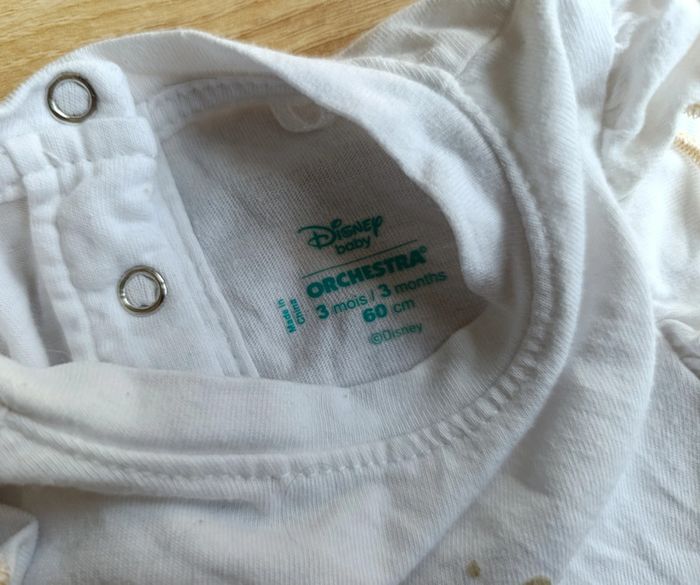 Disney
baby
ORCHESTRA®
3 mois / 3 months
60 cm
©Disney
Made in
China